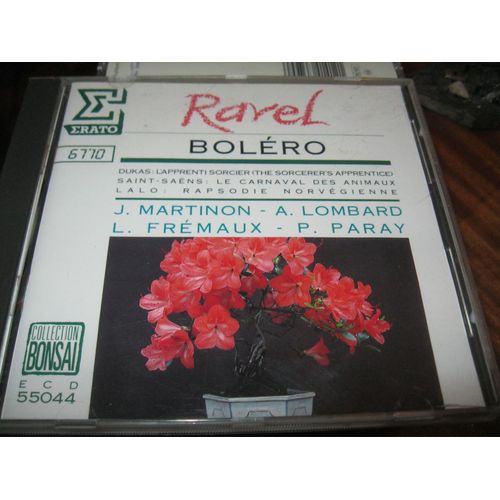 Ravel
ERATO
BOLÉRO
6770
DUKAS: L'APPRENTI SORCIER (THE SORCERER'S APPRENTICE)
SAINT-SAËNS: LE CARNAVAL DES ANIMAUX
LALO: RAPSODIE NORVÉGIENNE
J. MARTINON - A. LOMBARD
L. FRÉMAUX - P. PARAY
COLLECTION
BONSAI
ECD
55044